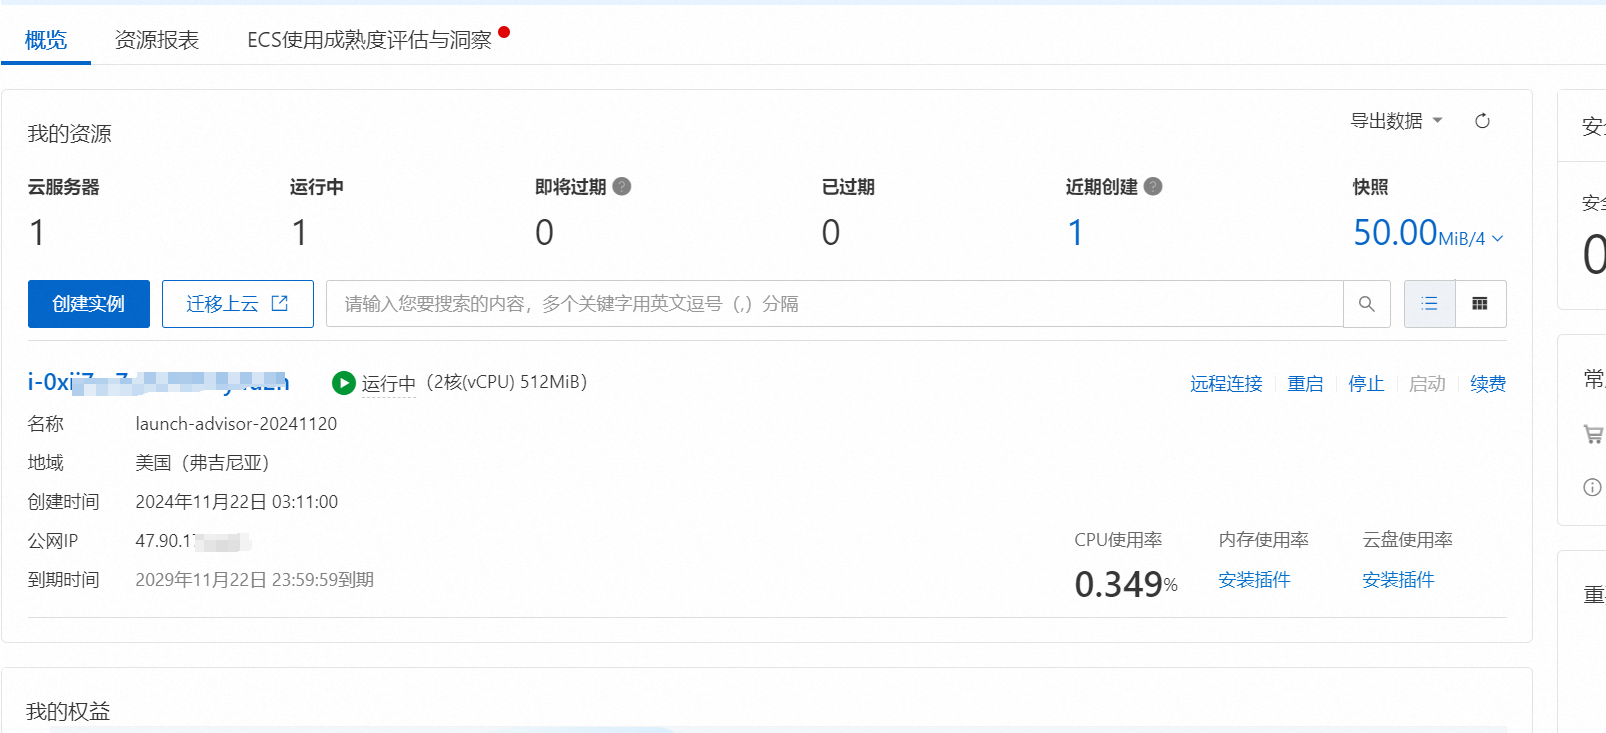 概览 资源报表 ECS使用成熟度评估与洞察
我的资源 导出数据
云服务器 运行中 即将过期 已过期 近期创建 快照
1 1 0 0 1 50.00MiB/4
创建实例 迁移上云 请输入您要搜索的内容，多个关键字用英文逗号（,）分隔
运行中（2核(vCPU) 512MiB） 远程连接 重启 停止 启动 续费
名称 launch-advisor-20241120
地域 美国（弗吉尼亚）
创建时间 2024年11月22日 03:11:00
公网IP 47.90.1
到期时间 2029年11月22日 23:59:59到期
CPU使用率 内存使用率 云盘使用率
0.349% 安装插件 安装插件
我的权益
安
安
0
常
重